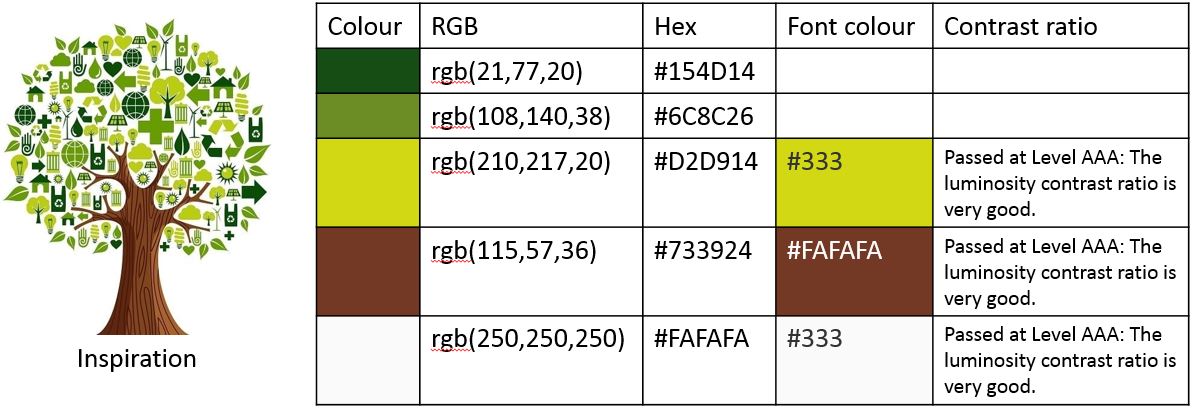 Colour RGB Hex Font colour Contrast ratio
rgb(21,77,20) #154D14
rgb(108,140,38) #6C8C26
rgb(210,217,20) #D2D914 #333 Passed at Level AAA: The
luminosity contrast ratio is
very good.
rgb(115,57,36) #733924 #FAFAFA Passed at Level AAA: The
luminosity contrast ratio is
very good.
rgb(250,250,250) #FAFAFA #333 Passed at Level AAA: The
luminosity contrast ratio is
very good.
Inspiration